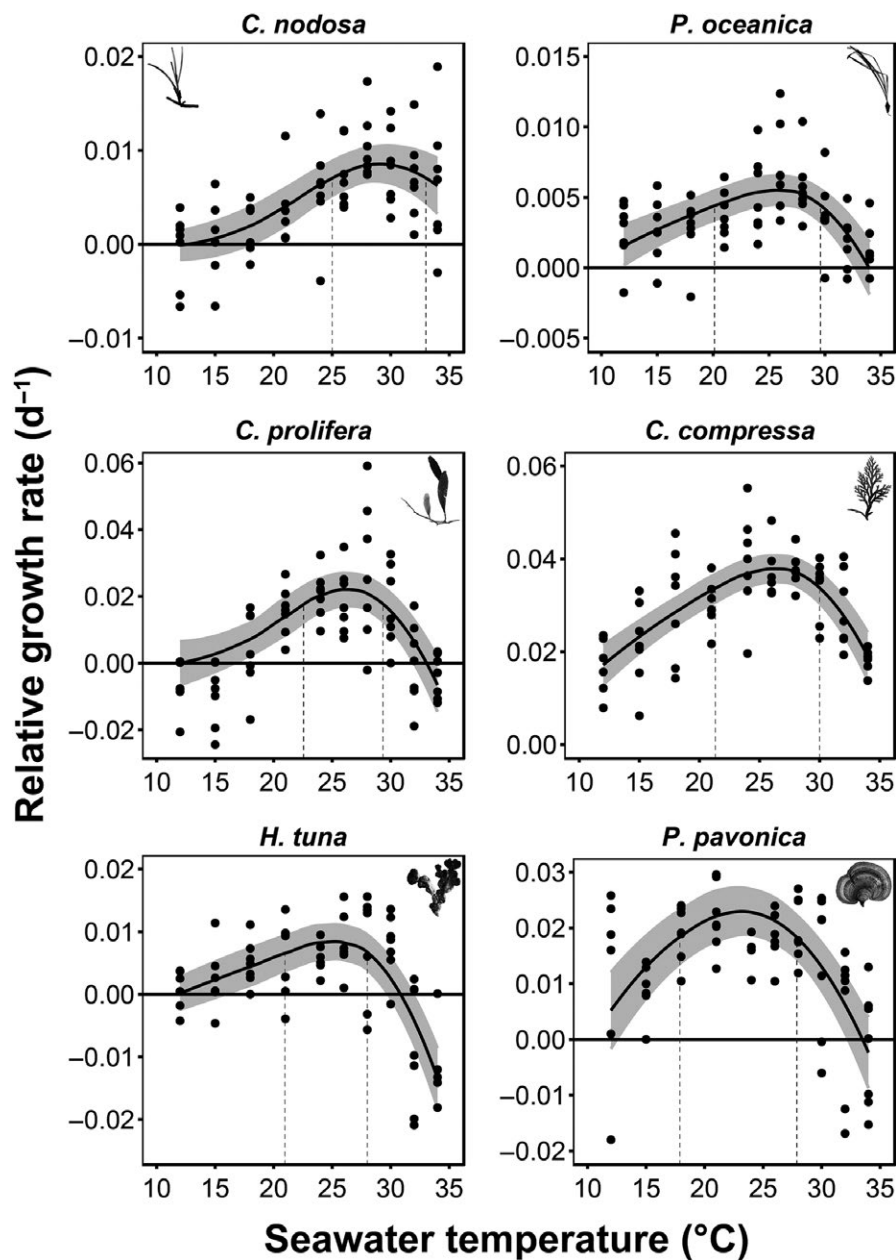 C. nodosa
P. oceanica
0.02
0.01
0.00
−0.01
10 15 20 25 30 35
0.015
0.010
0.005
0.000
−0.005
10 15 20 25 30 35
C. prolifera
C. compressa
0.06
0.04
0.02
0.00
−0.02
10 15 20 25 30 35
0.06
0.04
0.02
0.00
10 15 20 25 30 35
H. tuna
P. pavonica
0.02
0.01
0.00
−0.01
−0.02
10 15 20 25 30 35
0.03
0.02
0.01
0.00
−0.01
−0.02
10 15 20 25 30 35
Relative growth rate (d⁻¹)
Seawater temperature (°C)